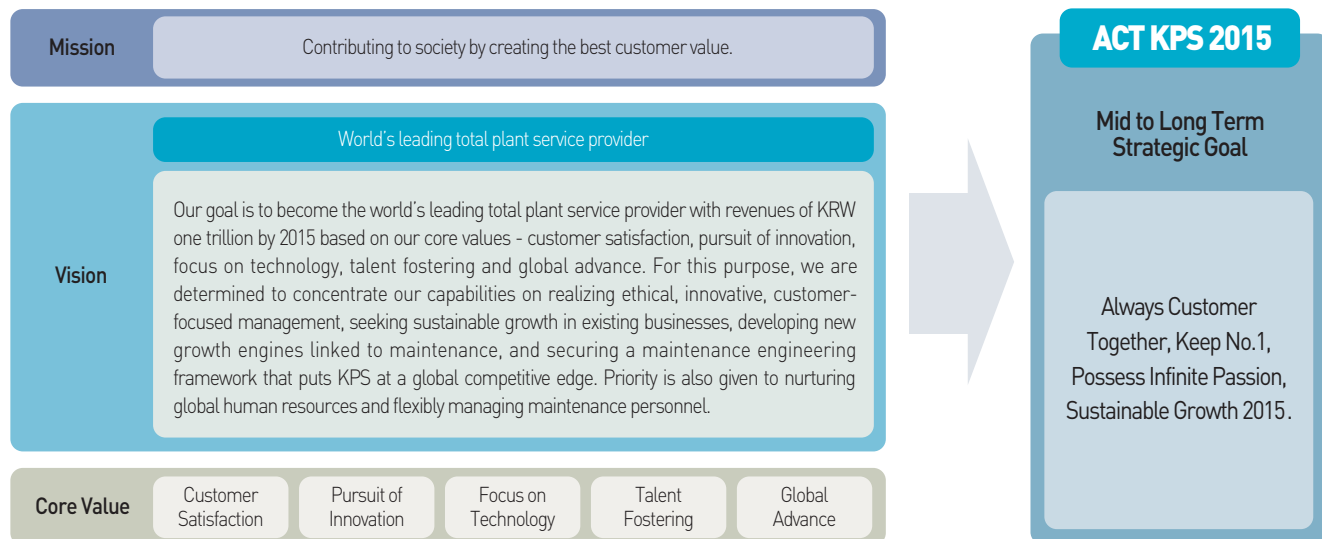 Mission
Contributing to society by creating the best customer value.
Vision
World's leading total plant service provider
Our goal is to become the world's leading total plant service provider with revenues of KRW
one trillion by 2015 based on our core values - customer satisfaction, pursuit of innovation,
focus on technology, talent fostering and global advance. For this purpose, we are
determined to concentrate our capabilities on realizing ethical, innovative, customer-
focused management, seeking sustainable growth in existing businesses, developing new
growth engines linked to maintenance, and securing a maintenance engineering
framework that puts KPS at a global competitive edge. Priority is also given to nurturing
global human resources and flexibly managing maintenance personnel.
Core Value
Customer
Satisfaction
Pursuit of
Innovation
Focus on
Technology
Talent
Fostering
Global
Advance
ACT KPS 2015
Mid to Long Term
Strategic Goal
Always Customer
Together, Keep No.1,
Possess Infinite Passion,
Sustainable Growth 2015.